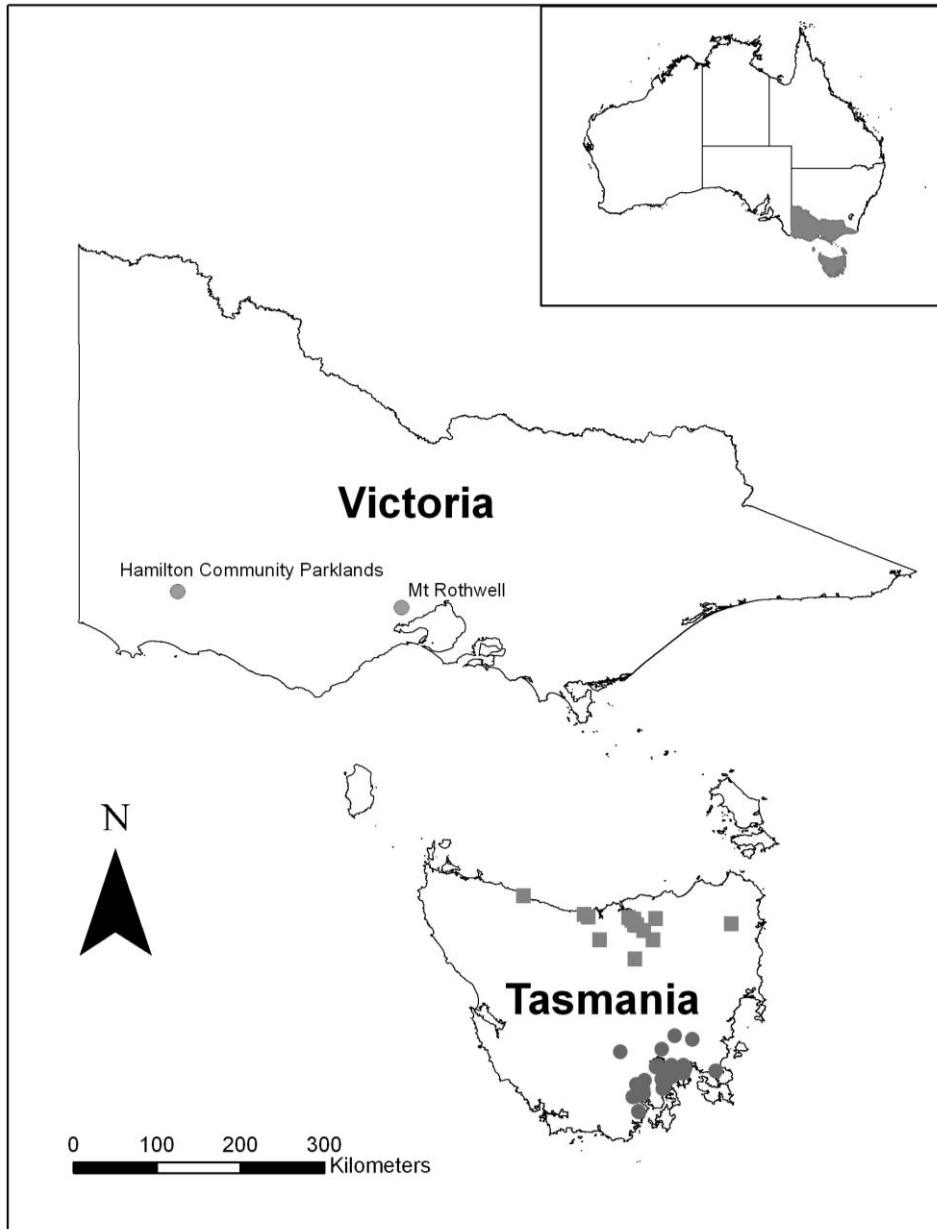 Victoria
Hamilton Community Parklands
Mt Rothwell
N
Tasmania
0 100 200 300
Kilometers